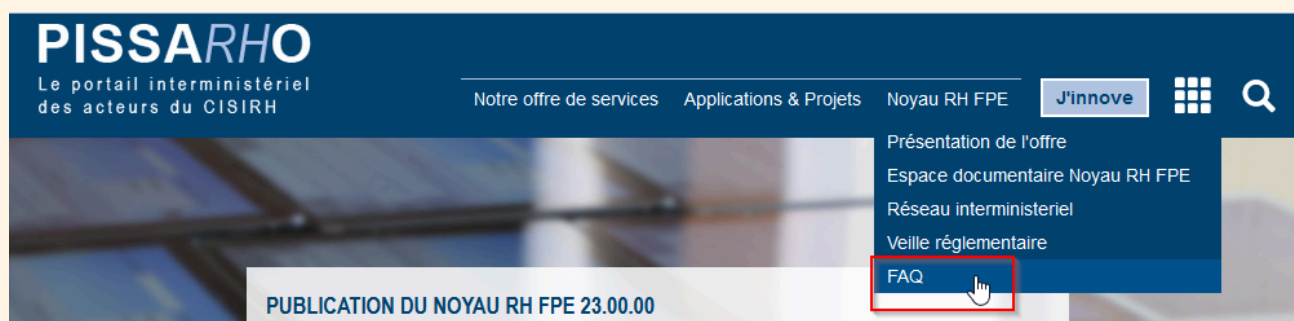 PISSARHO
Le portail interministériel
des acteurs du CISIRH
Notre offre de services Applications & Projets Noyau RH FPE J'innove
Présentation de l'offre
Espace documentaire Noyau RH FPE
Réseau interministeriel
Veille réglementaire
FAQ
PUBLICATION DU NOYAU RH FPE 23.00.00